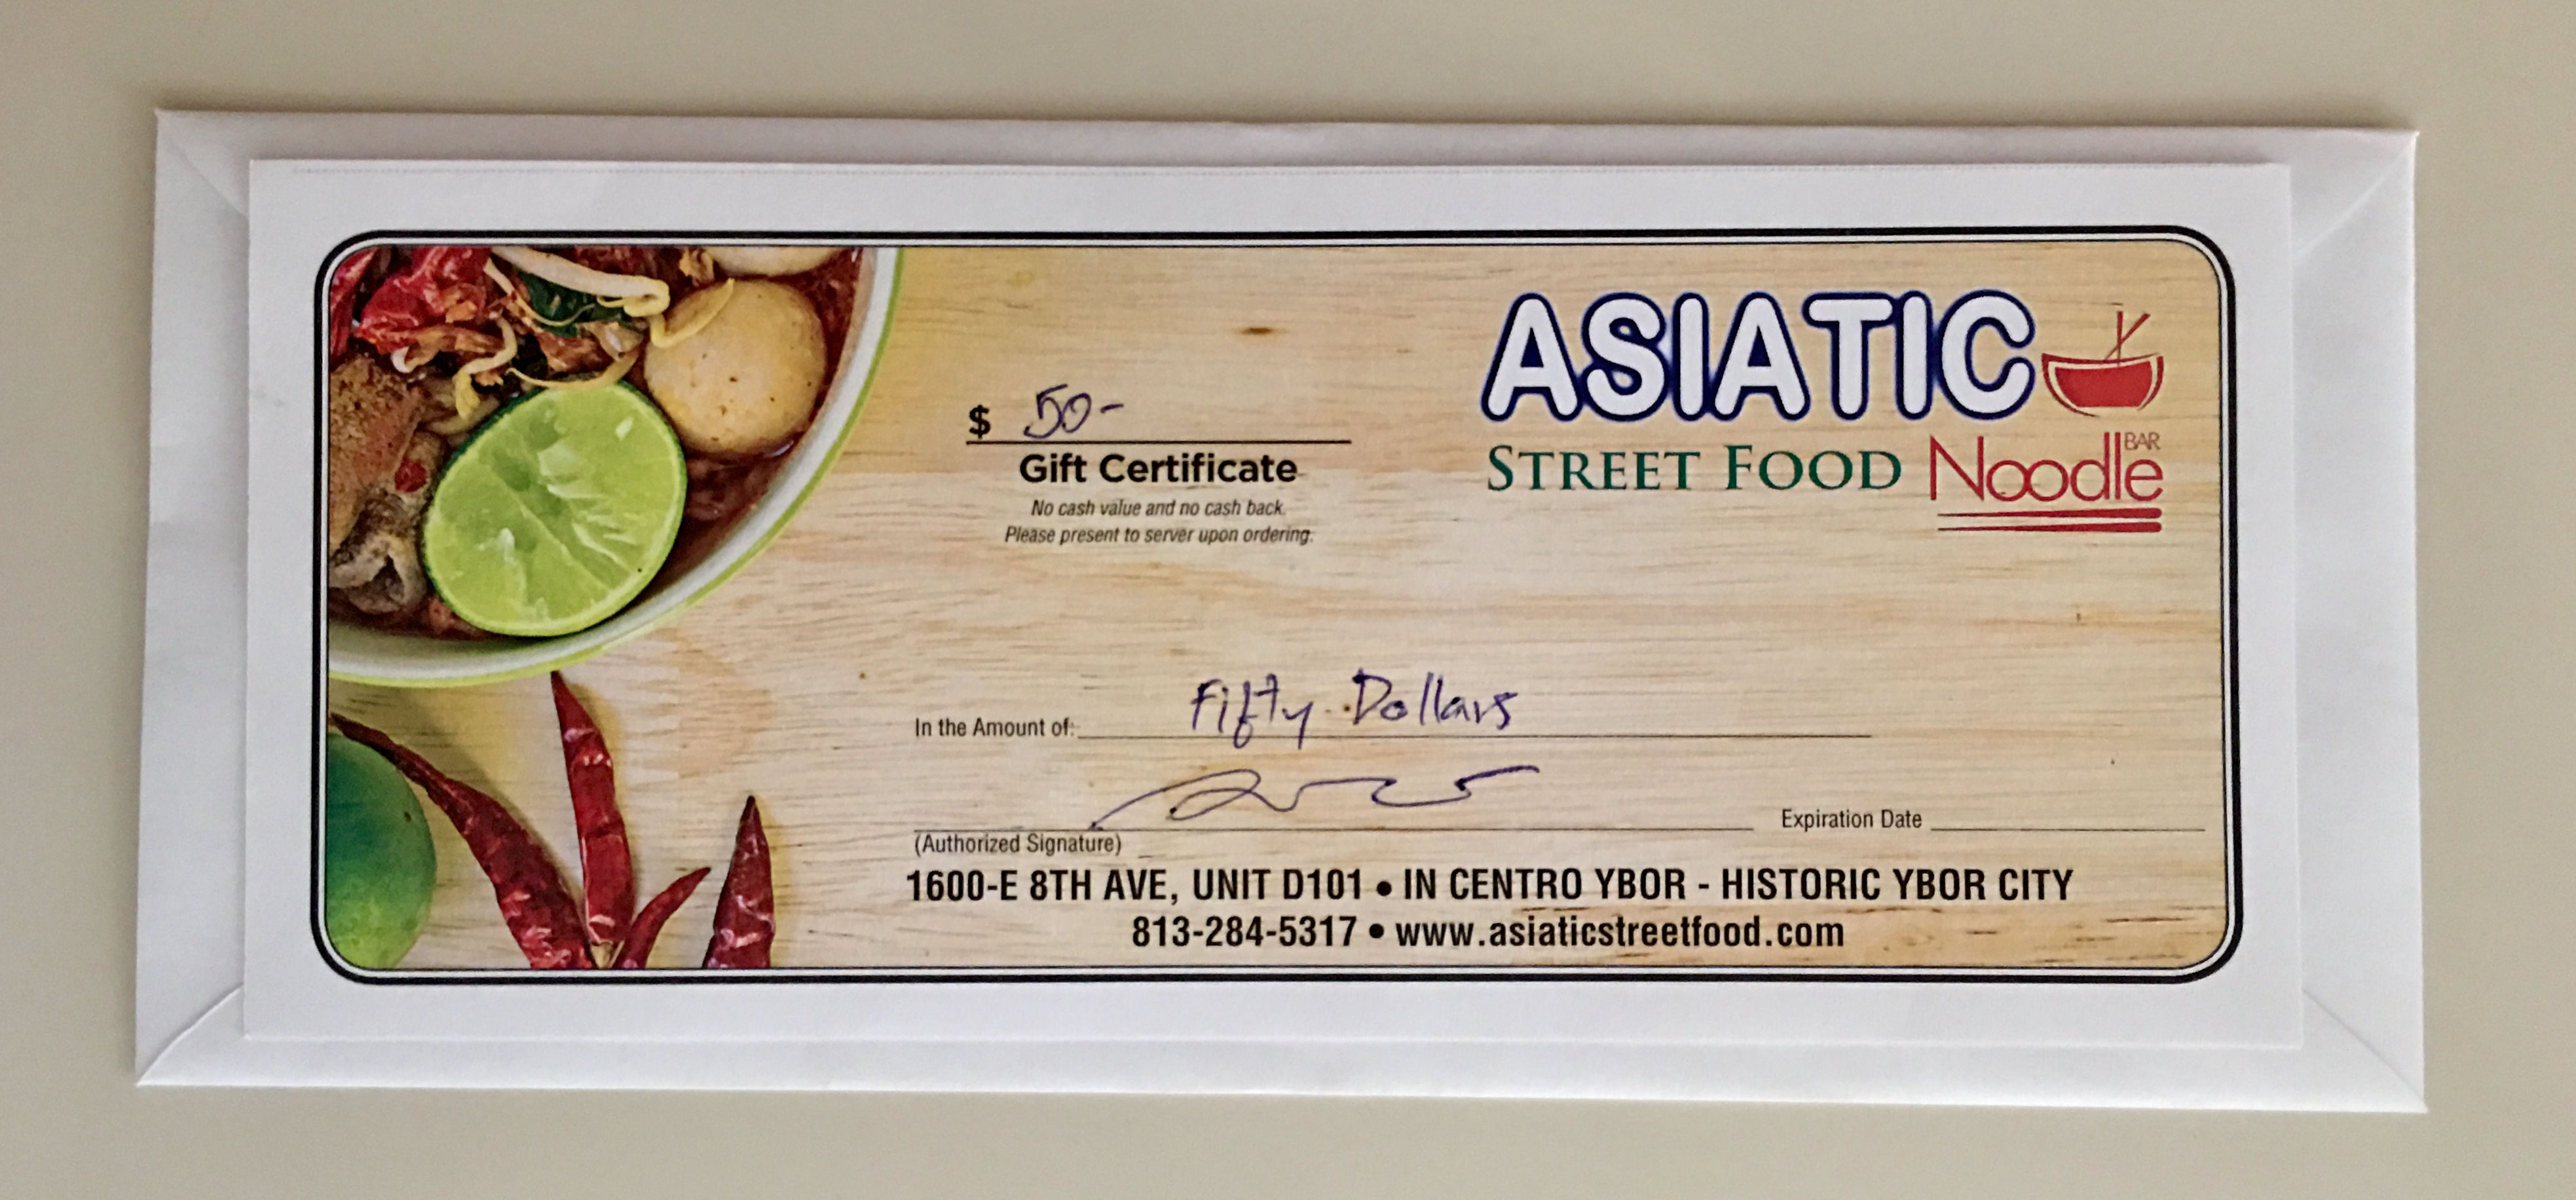 ASIATIC
STREET FOOD Noodle BAR
$ 50-
Gift Certificate
No cash value and no cash back.
Please present to server upon ordering.
In the Amount of: Fifty Dollars
(Authorized Signature)
Expiration Date
1600-E 8TH AVE, UNIT D101 • IN CENTRO YBOR - HISTORIC YBOR CITY
813-284-5317 • www.asiaticstreetfood.com